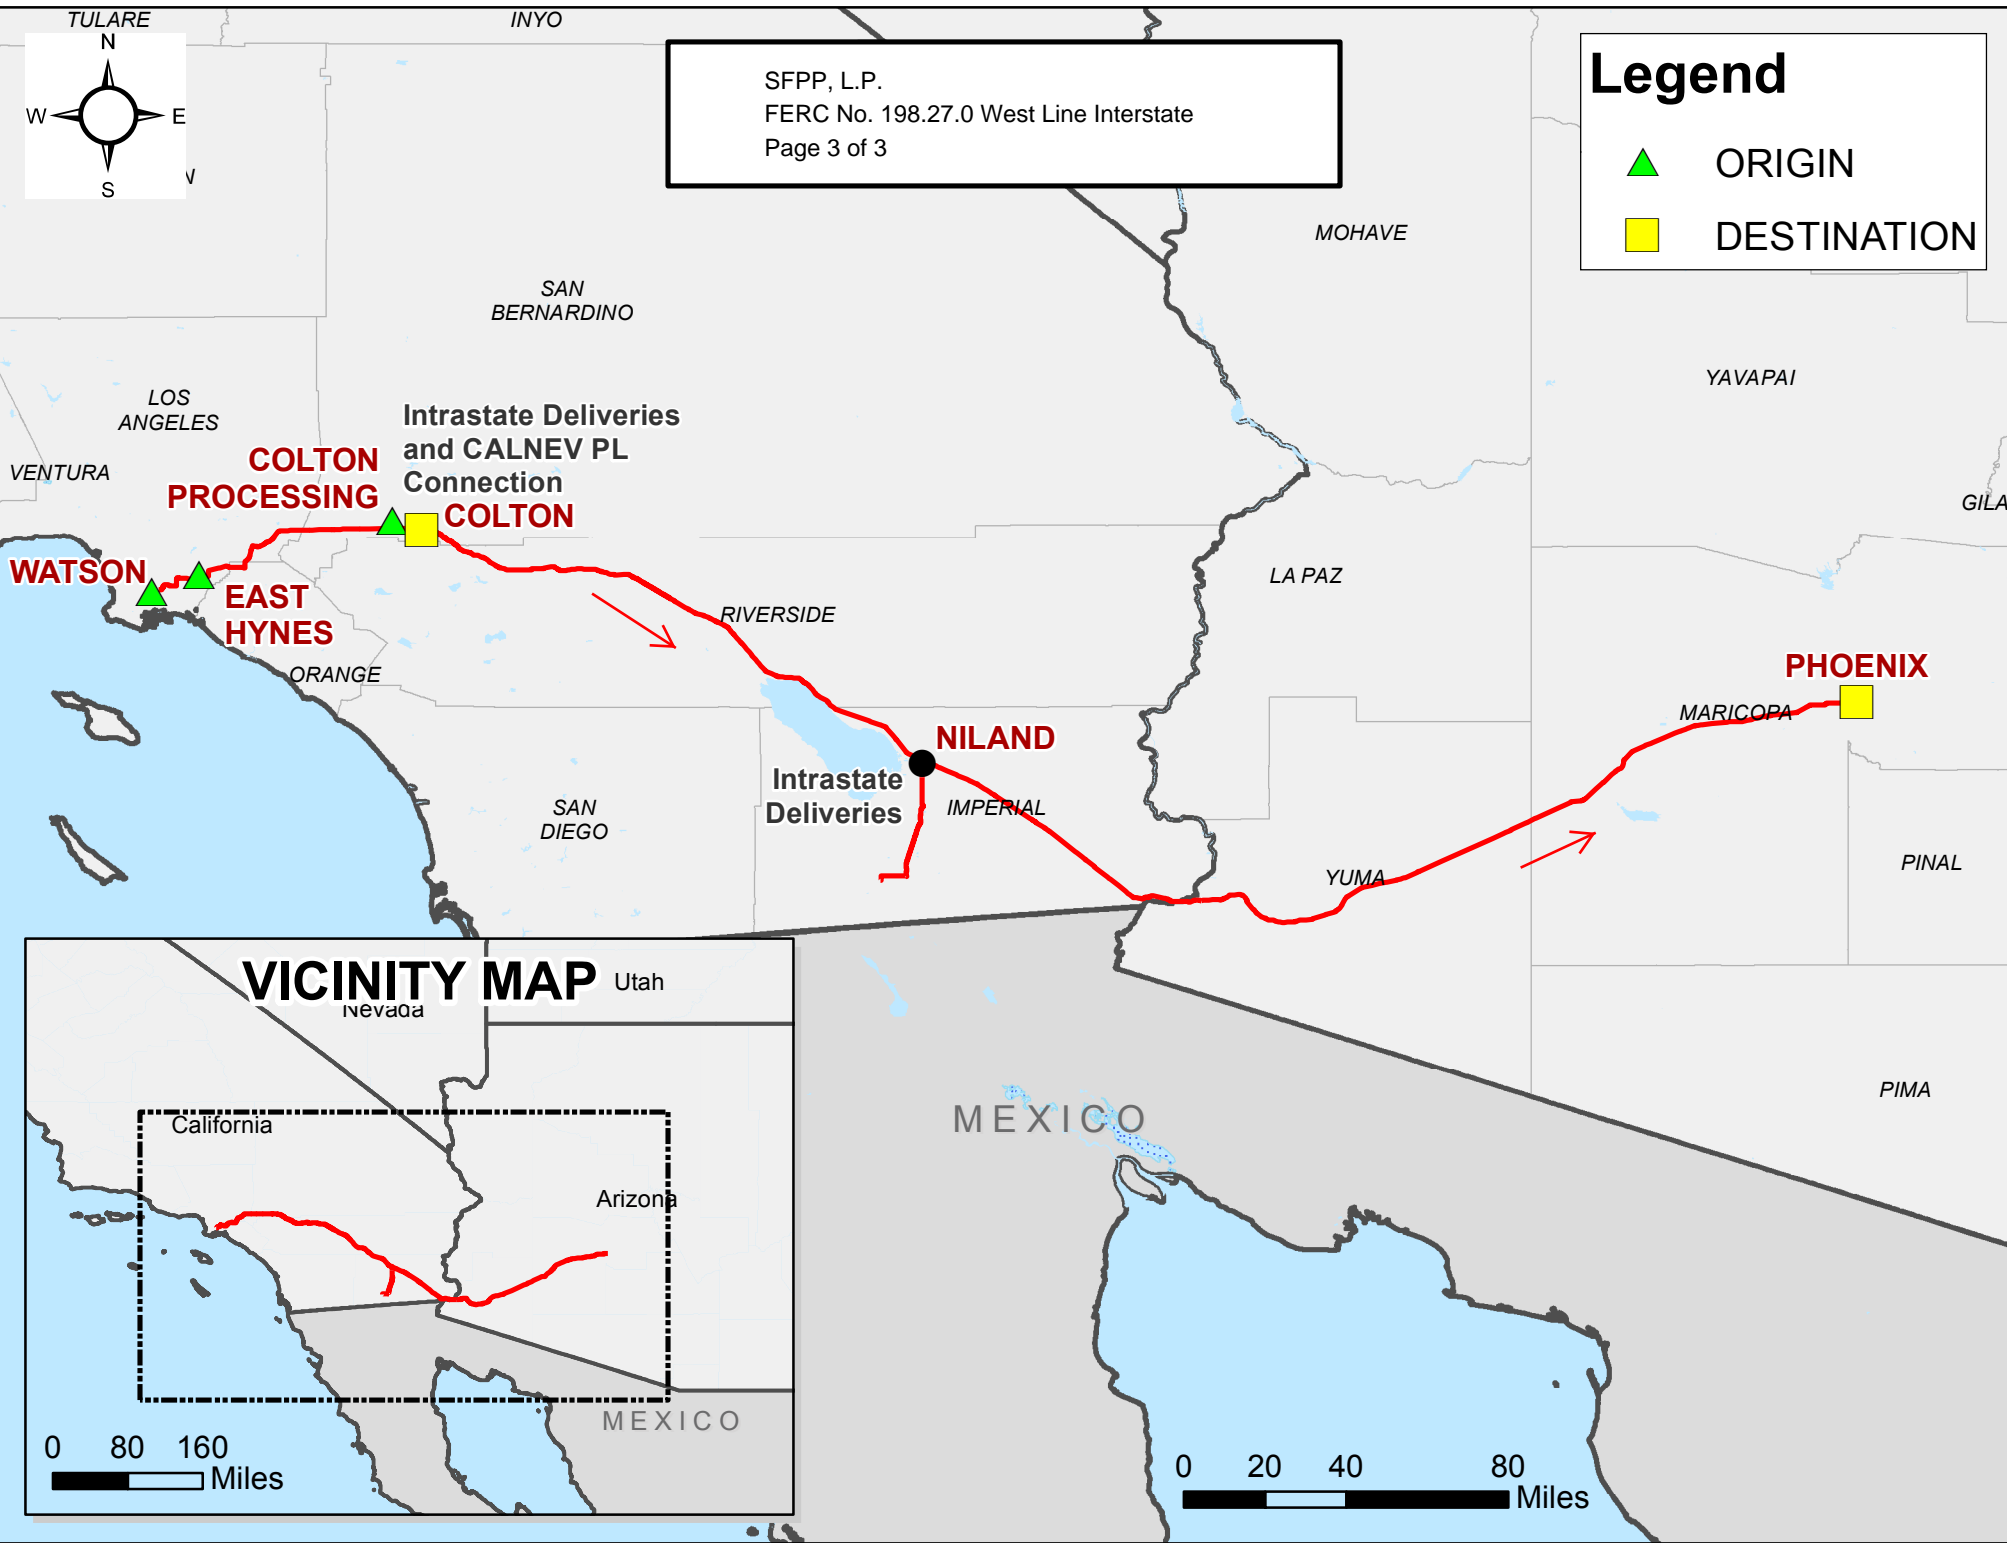 TULARE
INYO
N
W
E
S
N
SFPP, L.P.
FERC No. 198.27.0 West Line Interstate
Page 3 of 3
Legend
ORIGIN
DESTINATION
MOHAVE
SAN
BERNARDINO
YAVAPAI
LOS
ANGELES
VENTURA
GILA
Intrastate Deliveries
and CALNEV PL
Connection
COLTON
PROCESSING
COLTON
WATSON
EAST
HYNES
ORANGE
RIVERSIDE
LA PAZ
PHOENIX
MARICOPA
NILAND
Intrastate
Deliveries
IMPERIAL
SAN
DIEGO
YUMA
PINAL
PIMA
MEXICO
VICINITY MAP
Utah
Nevada
California
Arizona
MEXICO
0 80 160
Miles
0 20 40 80
Miles